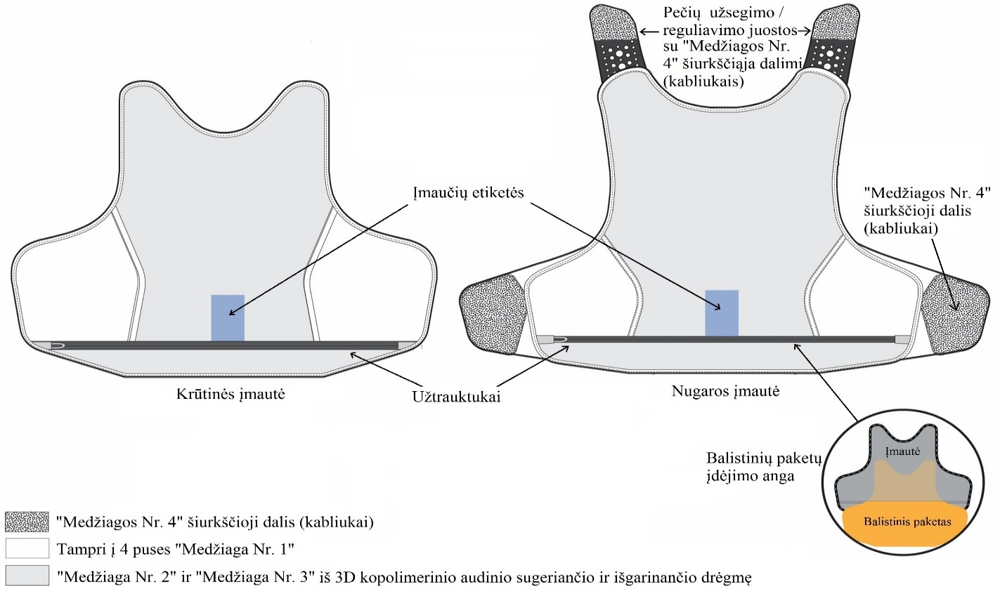 Pečių užsegimo /
reguliavimo juostos
su "Medžiagos Nr.
4" šiurkščiąja dalimi
(kabliukais)
Įmaučių etiketės
"Medžiagos Nr. 4"
šiurkščioji dalis
(kabliukai)
Krūtinės įmautė
Užtrauktukai
Nugaros įmautė
Balistinių paketų
įdėjimo anga
Įmautė
Balistinis paketas
"Medžiagos Nr. 4" šiurkščioji dalis (kabliukai)
Tampri į 4 puses "Medžiaga Nr. 1"
"Medžiaga Nr. 2" ir "Medžiaga Nr. 3" iš 3D kopolimerinio audinio sugeriančio ir išgarinančio drėgmę